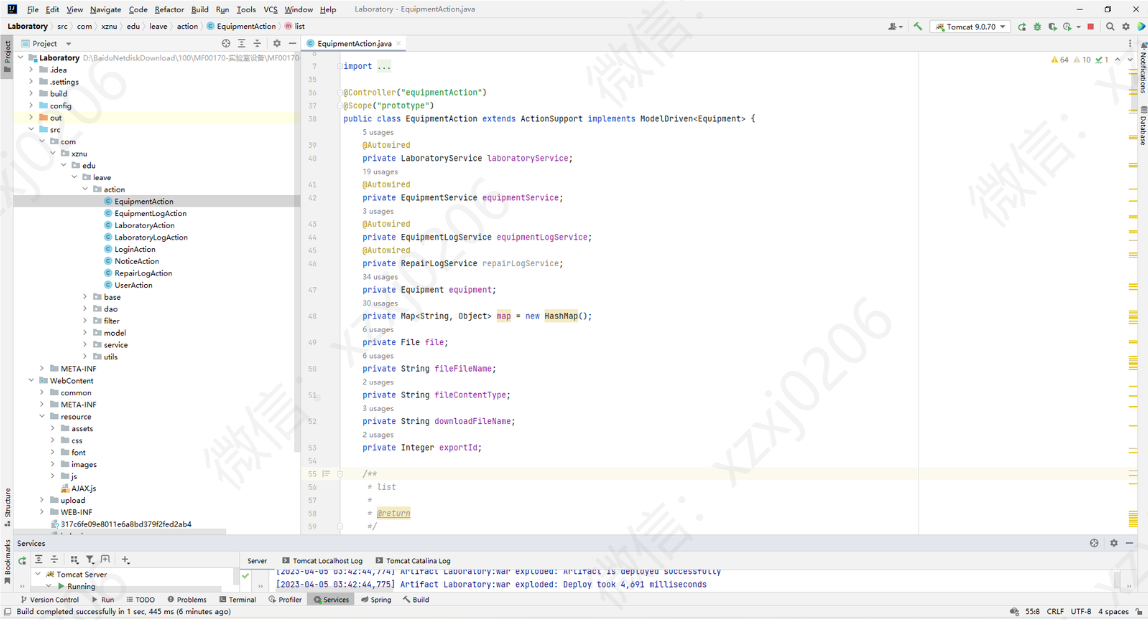 File Edit View Navigate Code Refactor Build Run Tools VCS Window Help Laboratory - EquipmentAction.java
Laboratory src com xznu edu leave action EquipmentAction list Tomcat 9.0.70
Project EquipmentAction.java
Laboratory D:\BaiduNetdiskDownload\100\MF00170-实验室设备\MF00170-
.idea
.settings
build
config
out
src
com
xznu
edu
leave
action
EquipmentAction
EquipmentLogAction
LaboratoryAction
LaboratoryLogAction
LoginAction
NoticeAction
RepairLogAction
UserAction
base
dao
filter
model
service
utils
META-INF
WebContent
common
META-INF
resource
assets
css
font
images
js
AJAX.js
upload
WEB-INF
317c6fe09e8011e6a8bd379f2fed2ab4
64 10 1
7 import ...
35
36 @Controller("equipmentAction")
37 @Scope("prototype")
38 public class EquipmentAction extends ActionSupport implements ModelDriven<Equipment> {
5 usages
39 @Autowired
40 private LaboratoryService laboratoryService;
19 usages
41 @Autowired
42 private EquipmentService equipmentService;
3 usages
43 @Autowired
44 private EquipmentLogService equipmentLogService;
45 @Autowired
46 private RepairLogService repairLogService;
34 usages
47 private Equipment equipment;
30 usages
48 private Map<String, Object> map = new HashMap();
6 usages
49 private File file;
6 usages
50 private String fileFileName;
2 usages
51 private String fileContentType;
3 usages
52 private String downloadFileName;
2 usages
53 private Integer exportId;
54
55 /**
56 * list
57 *
58 * @return
59 */
Project
Structure
Bookmarks
Notifications
Database
Services
Server Tomcat Localhost Log Tomcat Catalina Log
Tomcat Server
Running
[2023-04-05 03:42:44,774] Artifact Laboratory:war exploded: Artifact is deployed successfully
[2023-04-05 03:42:44,775] Artifact Laboratory:war exploded: Deploy took 4,691 milliseconds
Version Control Run TODO Problems Terminal Profiler Services Spring Build
Build completed successfully in 1 sec, 445 ms (6 minutes ago) 55:8 CRLF UTF-8 4 spaces
微信：xzxj0206